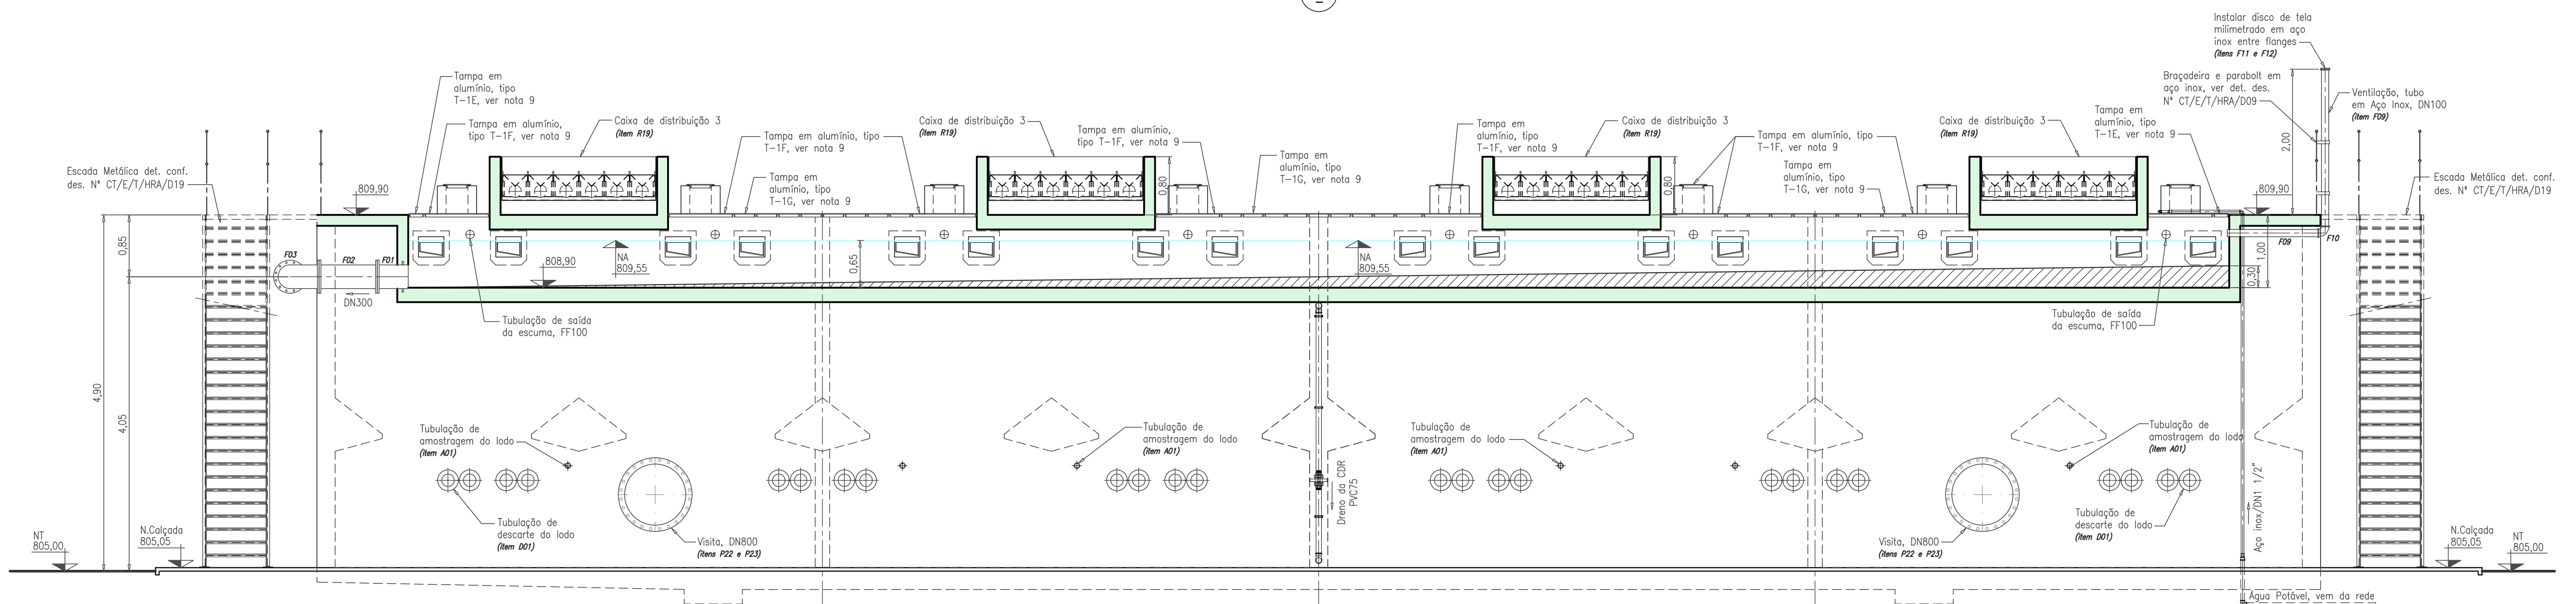 Instalar disco de tela
milimetrado em aço
inox entre flanges
(itens F11 e F12)
Braçadeira e parabolt em
aço inox, ver det. des.
Nª CT/E/T/HRA/D09
Ventilação, tubo
em Aço Inox, DN100
(item F09)
2,00
Tampa em
alumínio, tipo
T-1E, ver nota 9
Tampa em alumínio,
tipo T-1F, ver nota 9
Caixa de distribuição 3
(item R19)
Tampa em alumínio, tipo
T-1F, ver nota 9
Tampa em
alumínio, tipo
T-1G, ver nota 9
Caixa de distribuição 3
(item R19)
Tampa em alumínio,
tipo T-1F, ver nota 9
0,80
Tampa em
alumínio, tipo
T-1G, ver nota 9
Tampa em
alumínio, tipo
T-1F, ver nota 9
Caixa de distribuição 3
(item R19)
0,80
Tampa em alumínio, tipo
T-1F, ver nota 9
Tampa em
alumínio, tipo
T-1G, ver nota 9
Caixa de distribuição 3
(item R19)
Tampa em
alumínio, tipo
T-1E, ver nota 9
Escada Metálica det. conf.
des. Nª CT/E/T/HRA/D19
809,90
809,90
Escada Metálica det. conf.
des. Nª CT/E/T/HRA/D19
0,85
4,90
4,05
F03
F02
F01
DN300
808,90
NA
809,55
0,65
NA
809,55
F09
F10
1,00
0,30
Tubulação de saída
da escuma, FF100
Tubulação de saída
da escuma, FF100
Tubulação de
amostragem do lodo
(item A01)
Tubulação de
amostragem do lodo
(item A01)
Tubulação de
amostragem do lodo
(item A01)
Tubulação de
amostragem do lodo
(item A01)
Dreno da CDR
PVC75
Aço inox/DN1 1/2"
Tubulação de
descarte do lodo
(item D01)
Visita, DN800
(itens P22 e P23)
Visita, DN800
(itens P22 e P23)
Tubulação de
descarte do lodo
(item D01)
NT
805,00
N.Calçada
805,05
N.Calçada
805,05
NT
805,00
Água Potável, vem da rede